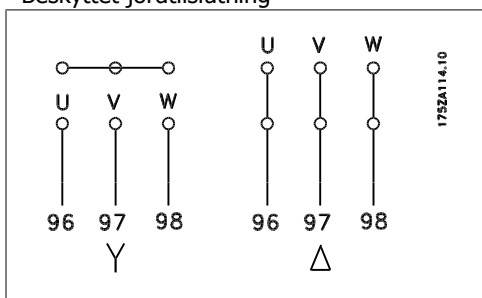 Beskyttet jordtilslutning
U V W
U V W
96 97 98
96 97 98
Y Δ
175ZA114.10